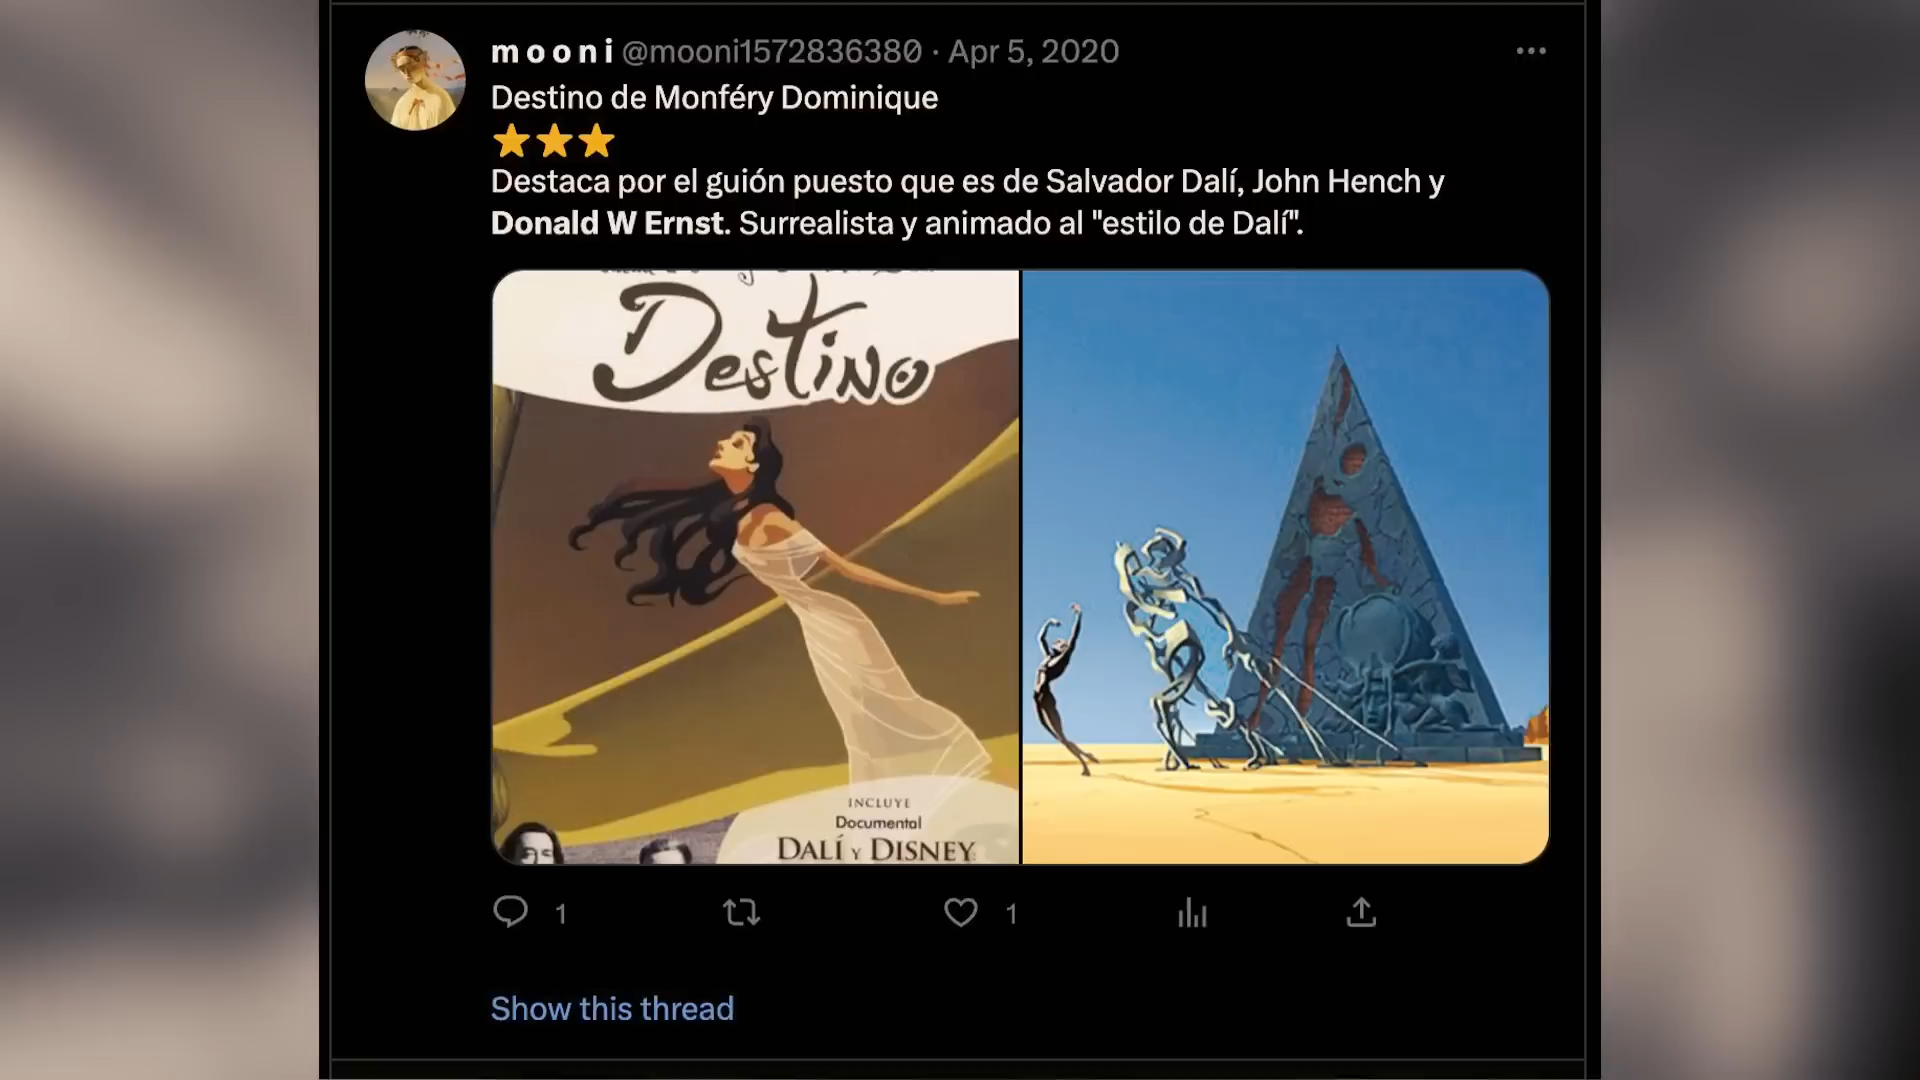 m o o n i @mooni1572836380 · Apr 5, 2020
Destino de Monféry Dominique
Destaca por el guión puesto que es de Salvador Dalí, John Hench y
Donald W Ernst. Surrealista y animado al "estilo de Dalí".
Destino
INCLUYE
Documental
DALÍ Y DISNEY
1
1
Show this thread